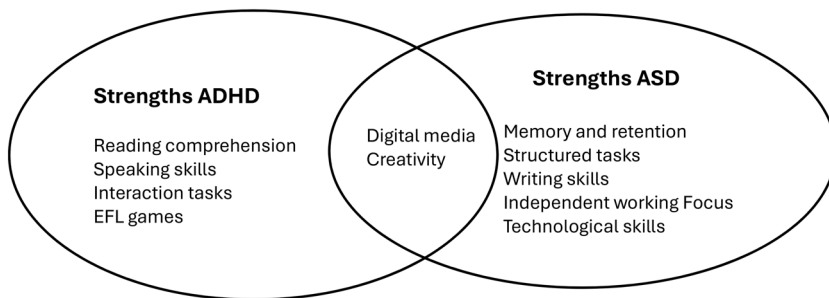 Strengths ADHD
Reading comprehension
Speaking skills
Interaction tasks
EFL games
Digital media
Creativity
Strengths ASD
Memory and retention
Structured tasks
Writing skills
Independent working Focus
Technological skills